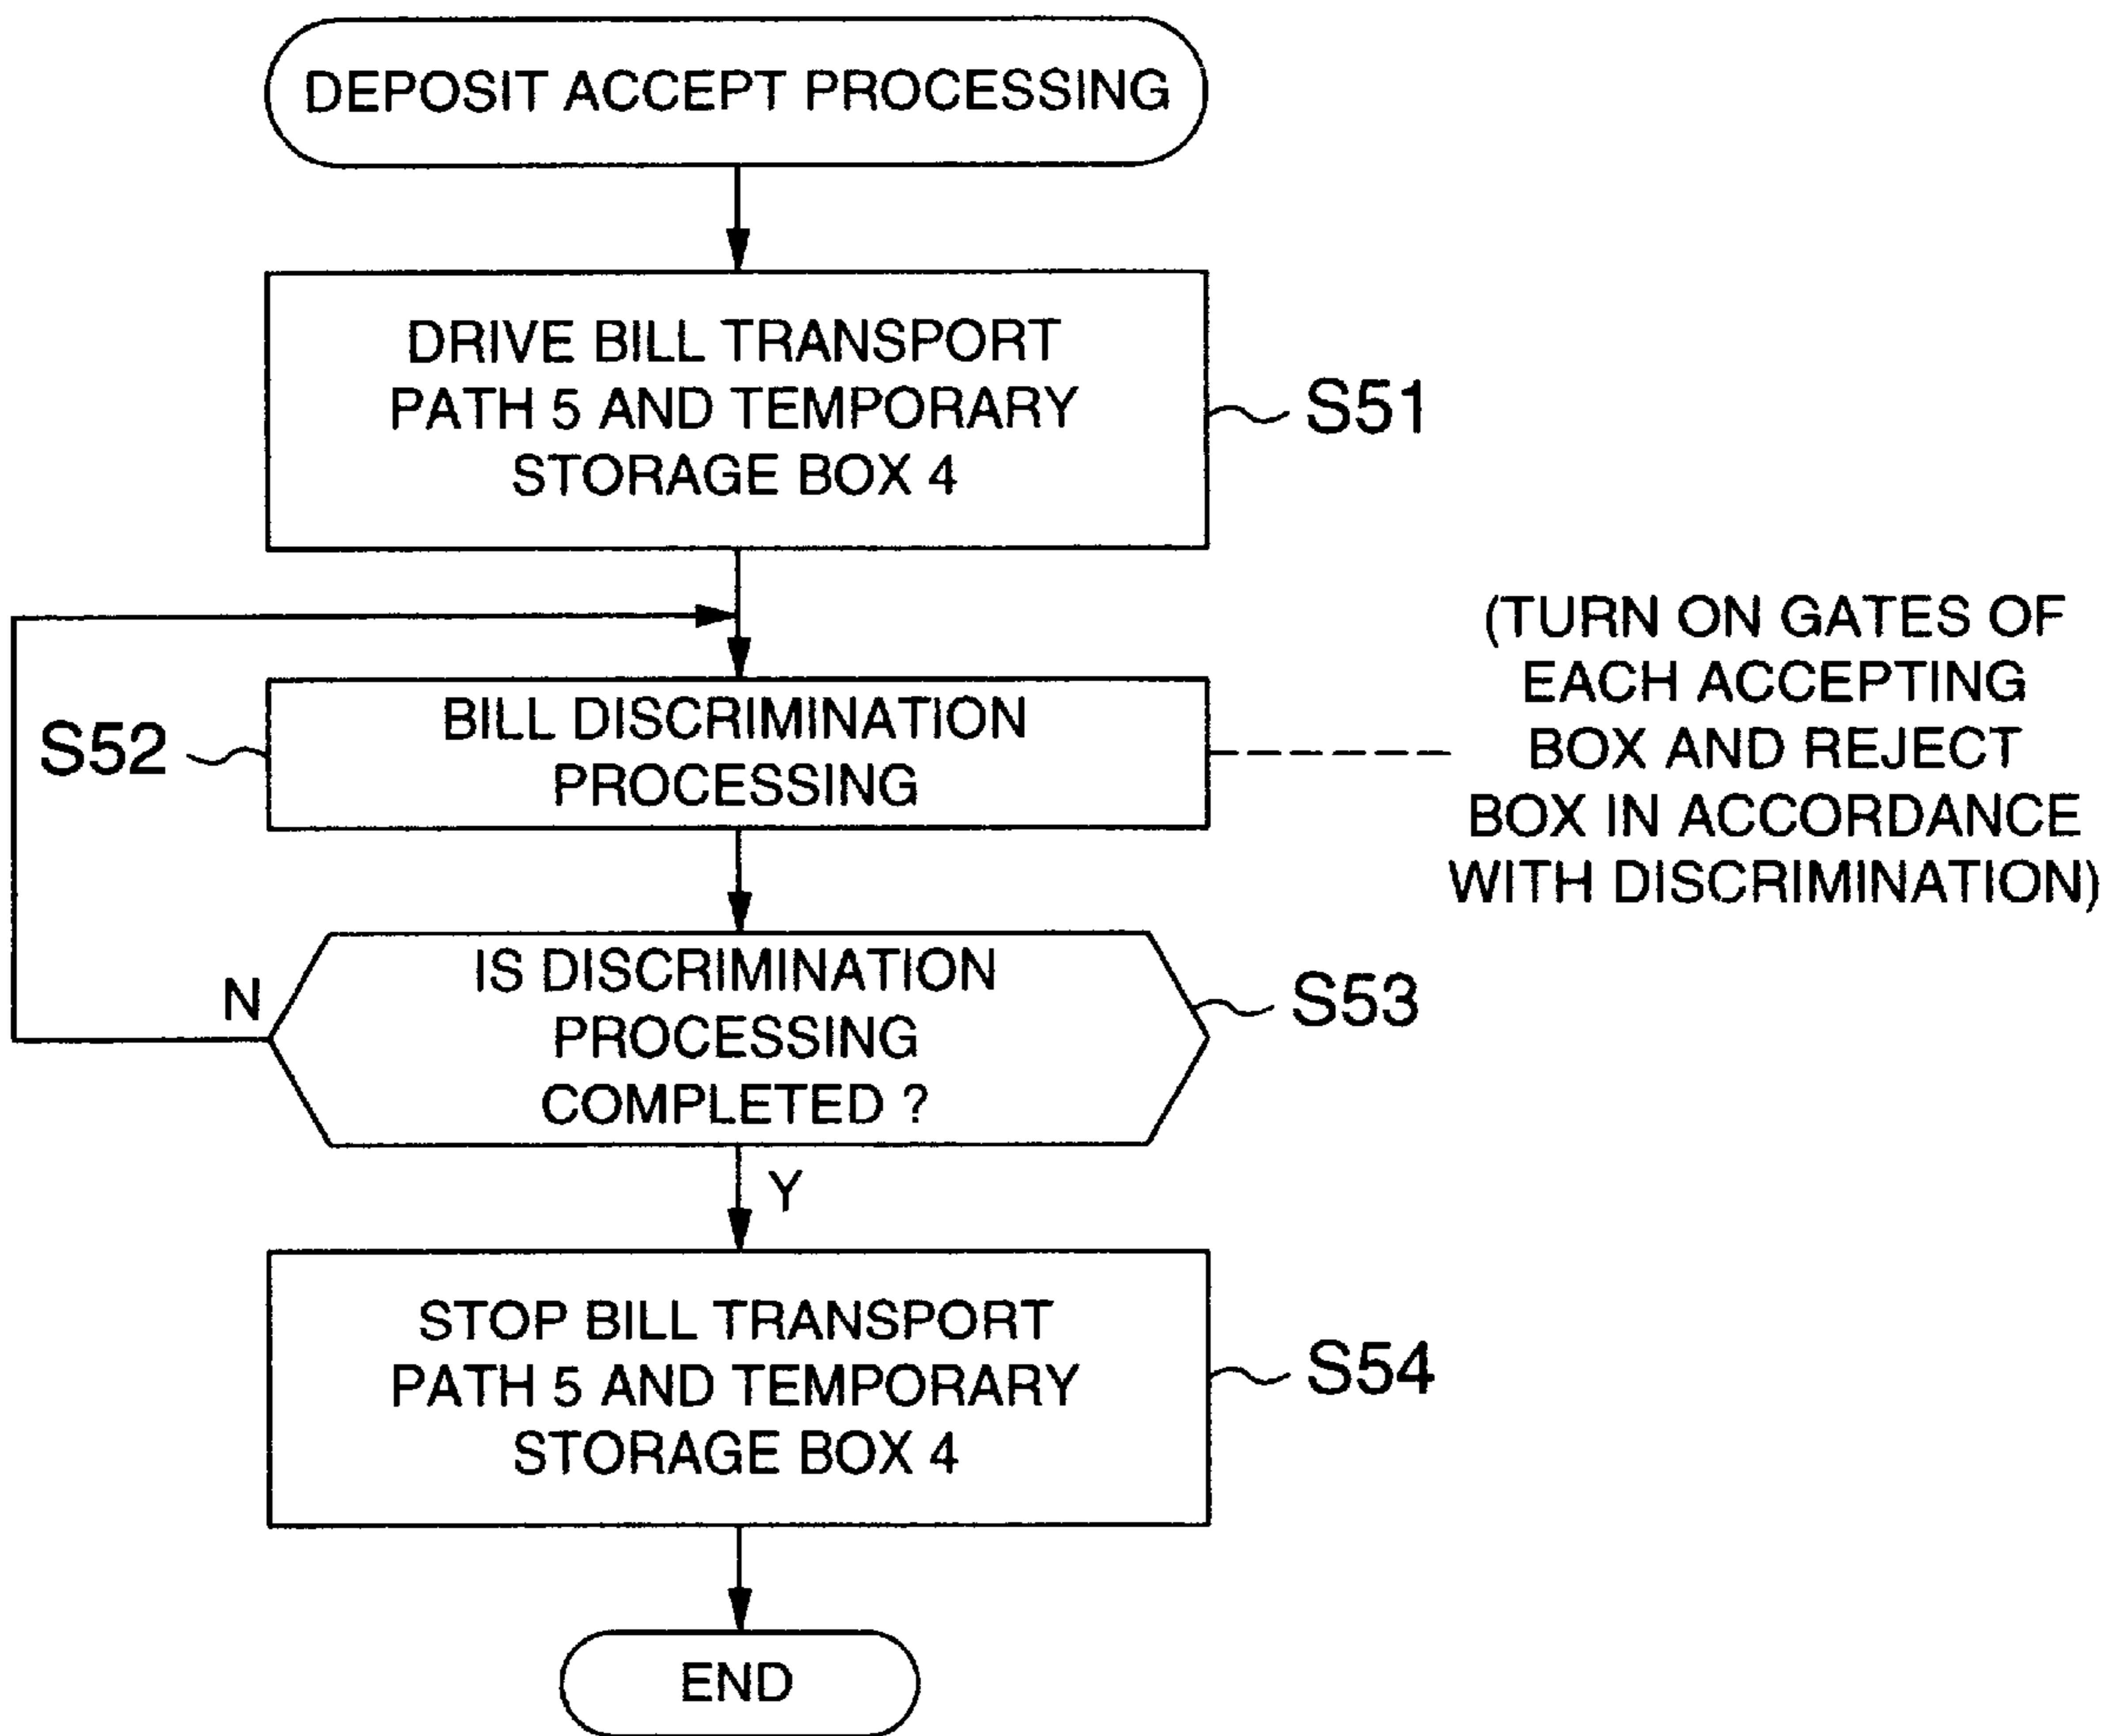 DEPOSIT ACCEPT PROCESSING
DRIVE BILL TRANSPORT
PATH 5 AND TEMPORARY
STORAGE BOX 4
S51
S52
BILL DISCRIMINATION
PROCESSING
(TURN ON GATES OF
EACH ACCEPTING
BOX AND REJECT
BOX IN ACCORDANCE
WITH DISCRIMINATION)
N
IS DISCRIMINATION
PROCESSING
COMPLETED ?
S53
Y
STOP BILL TRANSPORT
PATH 5 AND TEMPORARY
STORAGE BOX 4
S54
END